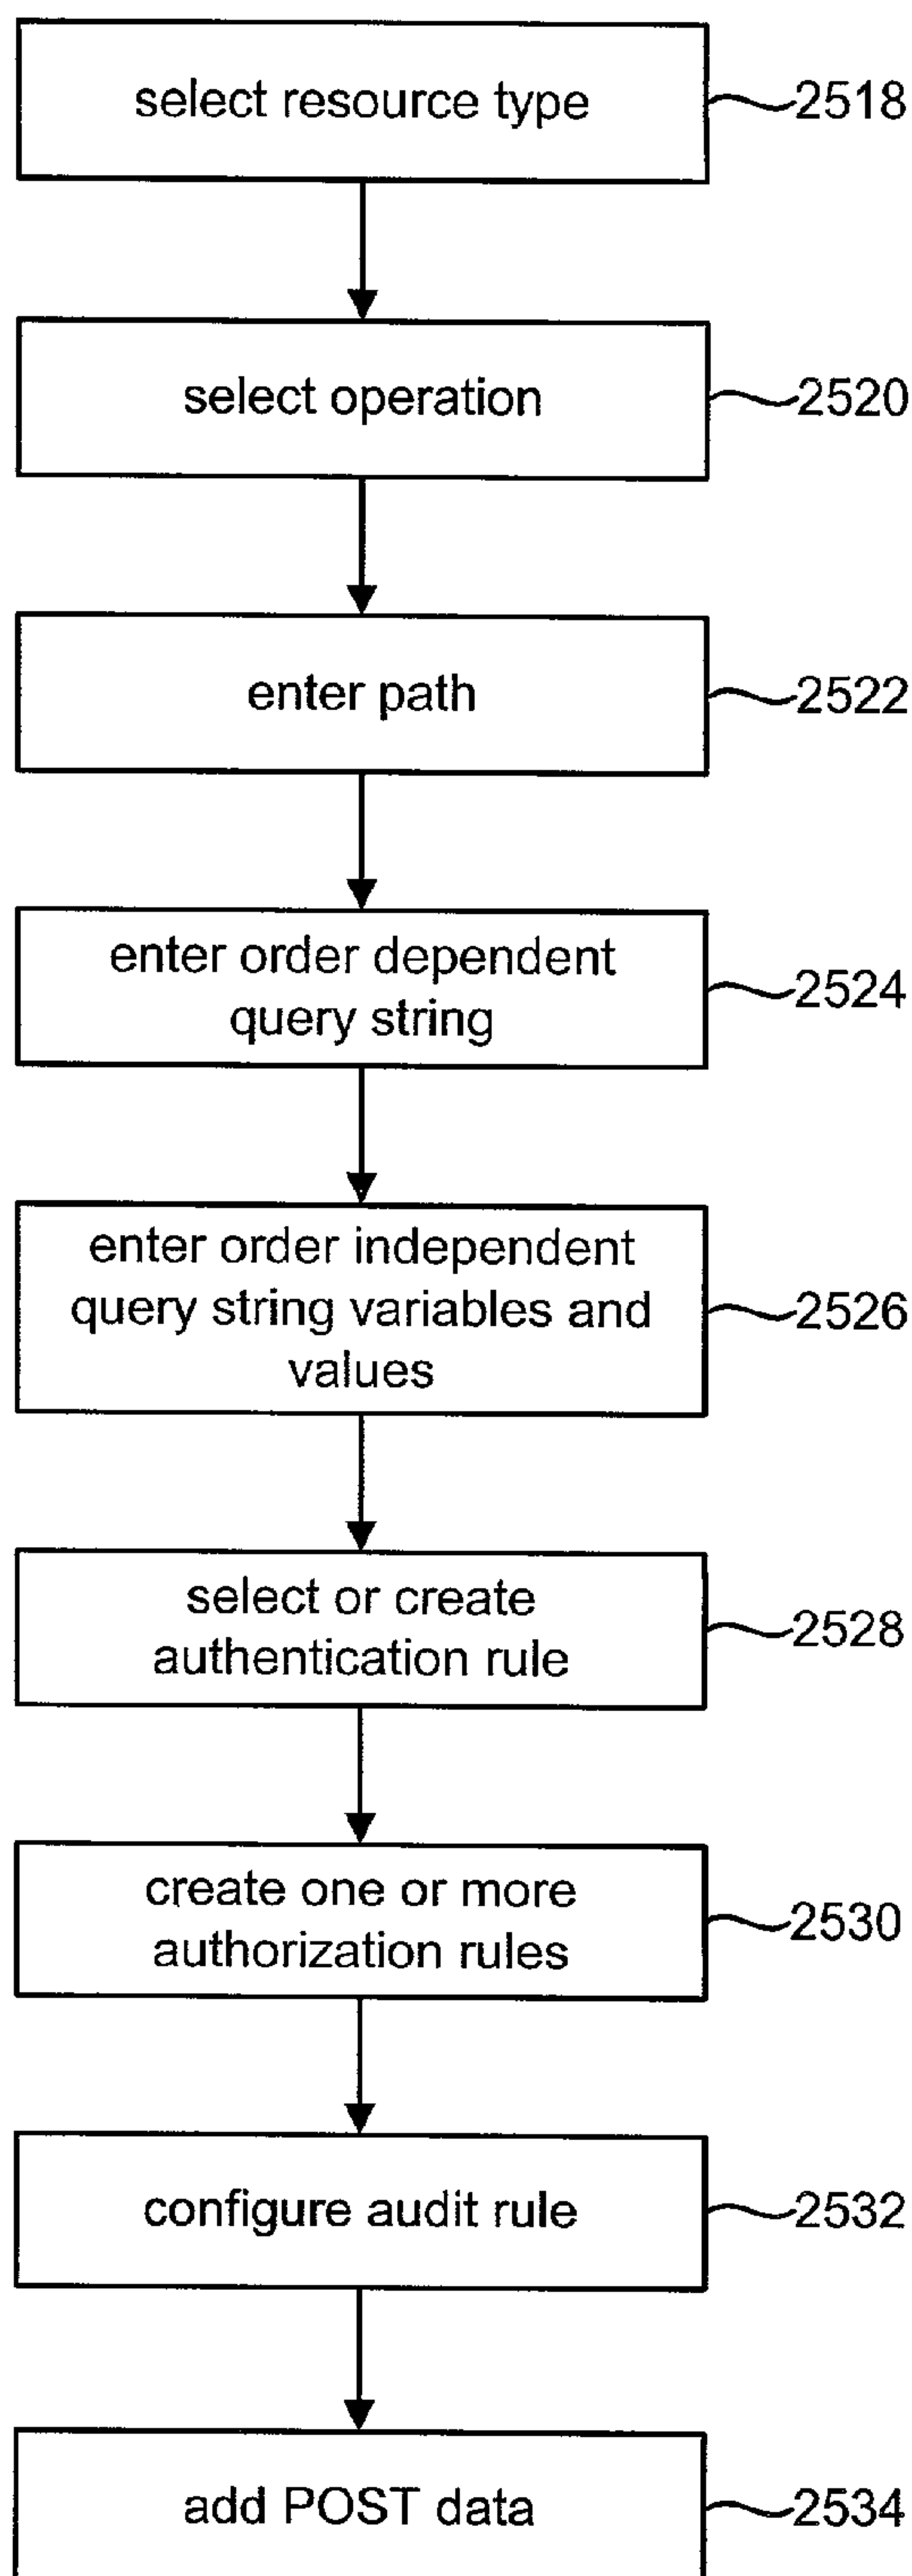 select resource type
2518
select operation
2520
enter path
2522
enter order dependent
query string
2524
enter order independent
query string variables and
values
2526
select or create
authentication rule
2528
create one or more
authorization rules
2530
configure audit rule
2532
add POST data
2534